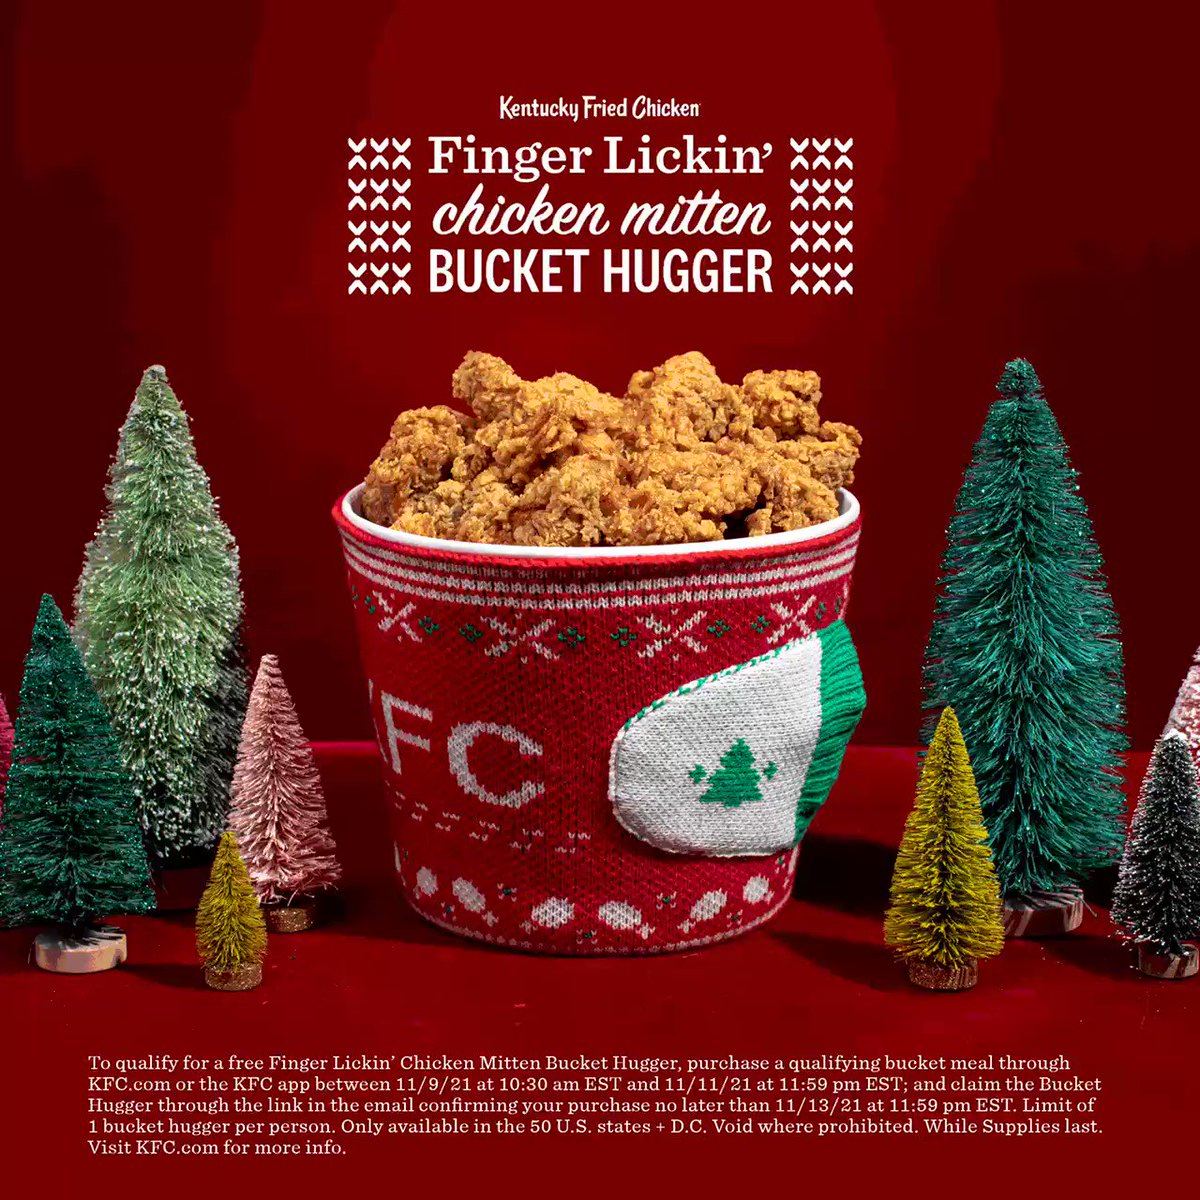 Kentucky Fried Chicken
Finger Lickin’
chicken mitten
BUCKET HUGGER
KFC
To qualify for a free Finger Lickin’ Chicken Mitten Bucket Hugger, purchase a qualifying bucket meal through
KFC.com or the KFC app between 11/9/21 at 10:30 am EST and 11/11/21 at 11:59 pm EST; and claim the Bucket
Hugger through the link in the email confirming your purchase no later than 11/13/21 at 11:59 pm EST. Limit of
1 bucket hugger per person. Only available in the 50 U.S. states + D.C. Void where prohibited. While Supplies last.
Visit KFC.com for more info.